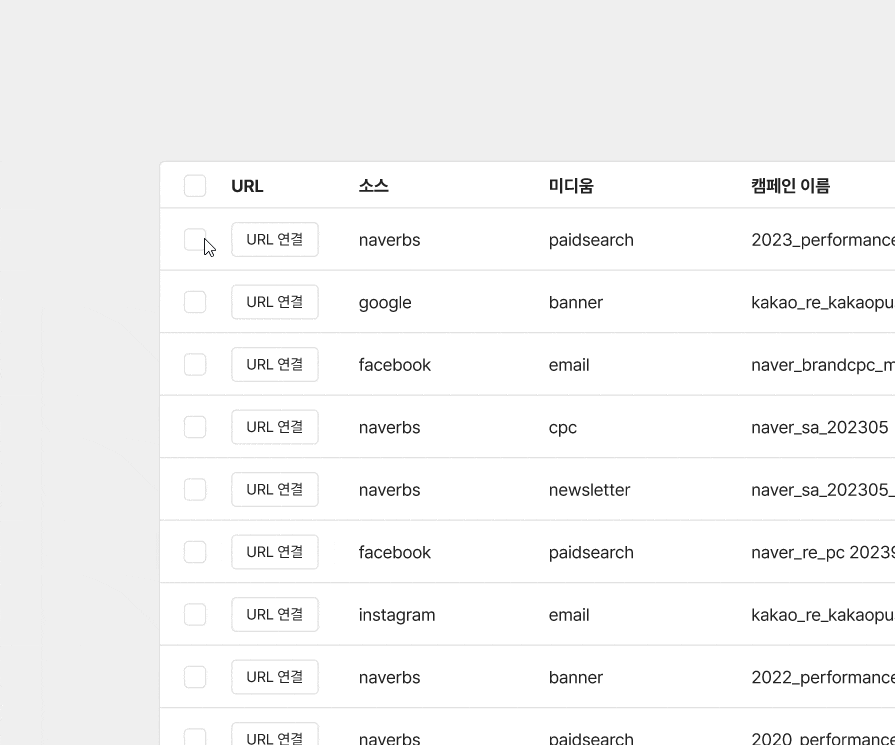 URL 소스 미디움 캠페인 이름
URL 연결 naverbs paidsearch 2023_performance
URL 연결 google banner kakao_re_kakaopu
URL 연결 facebook email naver_brandcpc_m
URL 연결 naverbs cpc naver_sa_202305
URL 연결 naverbs newsletter naver_sa_202305_
URL 연결 facebook paidsearch naver_re_pc 20239
URL 연결 instagram email kakao_re_kakaopu
URL 연결 naverbs banner 2022_performance
URL 연결 naverbs paidsearch 2020_performance